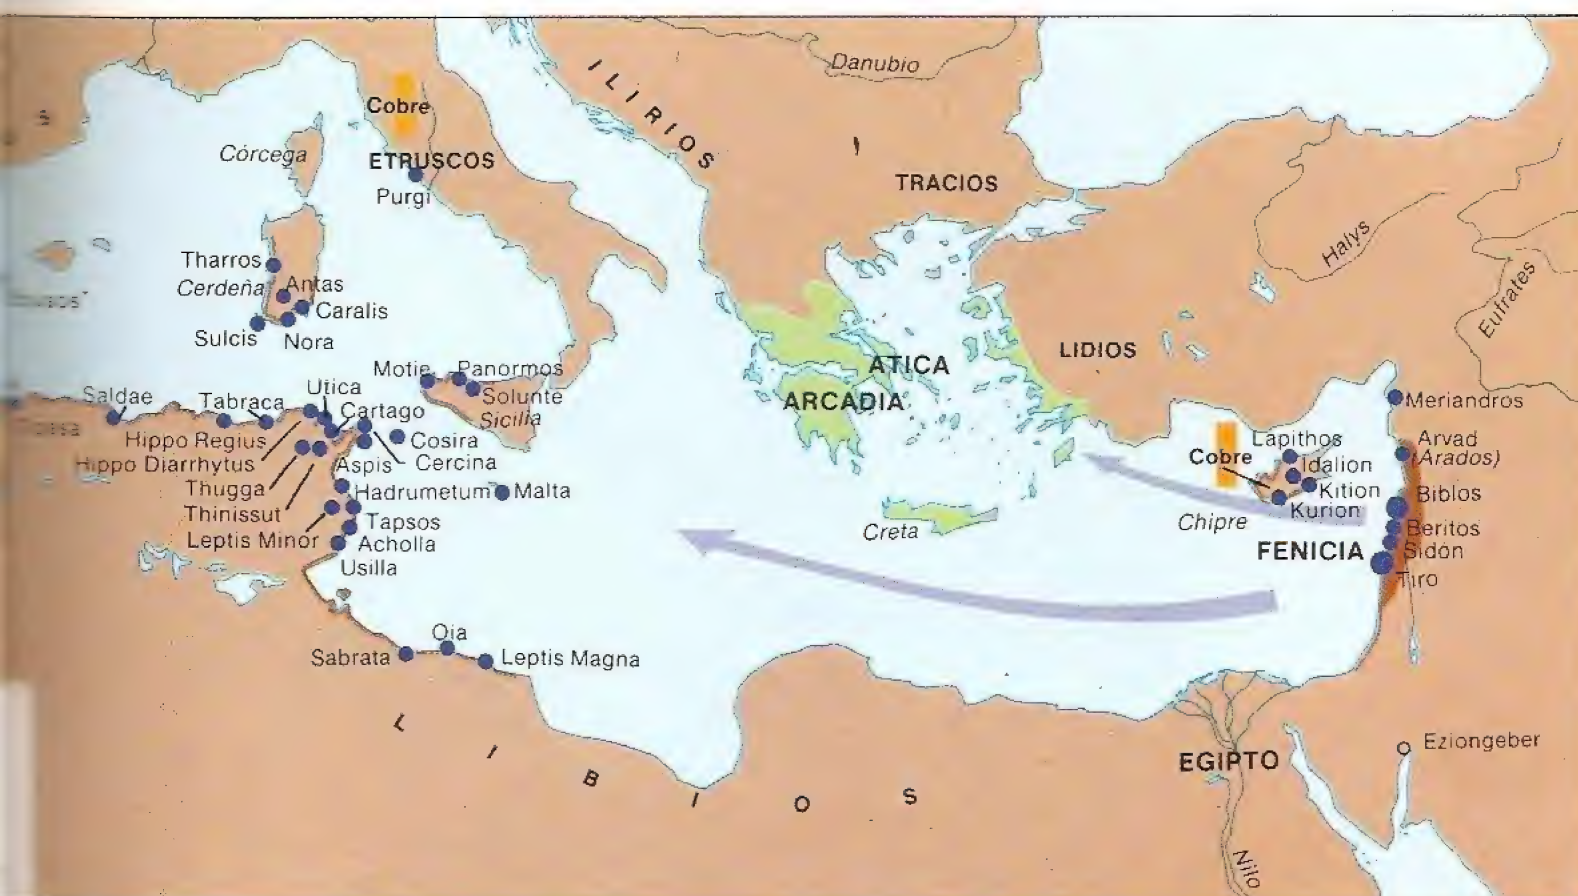 Danubio
ILIRIOS
Cobre
Córcega
ETRUSCOS
Purgi
TRACIOS
Halys
Eufrates
Tharros
Cerdeña
Antas
Caralis
Sulcis
Nora
ATICA
ARCADIA
LIDIOS
Motie
Panormos
Solunte
Sicilia
Saldae
Tabraca
Utica
Cartago
Hippo Regius
Hippo Diarrhytus
Cosira
Aspis
Cercina
Thugga
Hadrumetum
Malta
Thinissut
Tapsos
Leptis Minor
Acholla
Usilla
Creta
Meriandros
Cobre
Lapithos
Arvad
(Arados)
Idalion
Kition
Biblos
Kurion
Chipre
Beritos
FENICIA
Sidón
Tiro
Oia
Sabrata
Leptis Magna
LIBIOS
EGIPTO
Eziongeber
Nilo